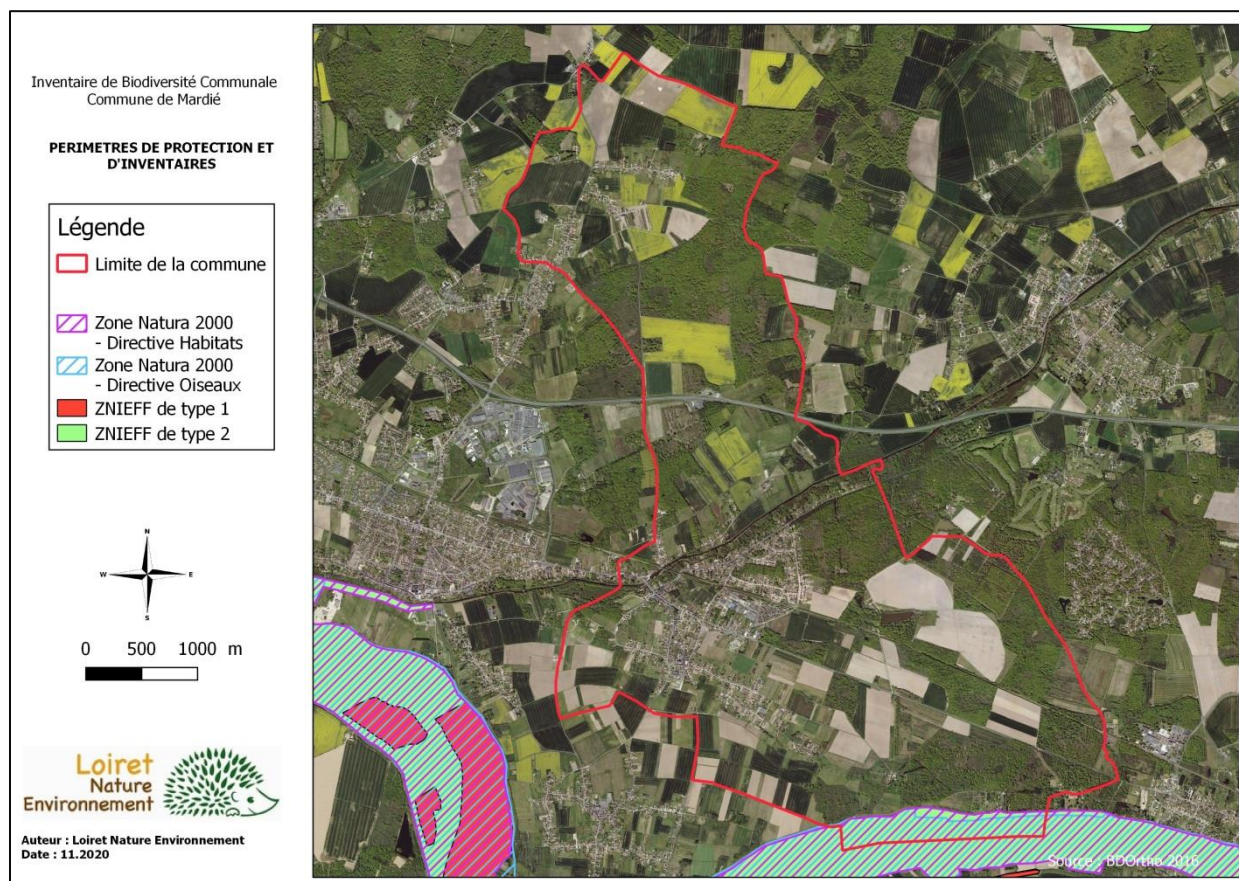 Inventaire de Biodiversité Communale
Commune de Mardié
PERIMETRES DE PROTECTION ET
D'INVENTAIRES
Légende
Limite de la commune
Zone Natura 2000
- Directive Habitats
Zone Natura 2000
- Directive Oiseaux
ZNIEFF de type 1
ZNIEFF de type 2
N
W E
S
0 500 1000 m
Loiret
Nature
Environnement
Auteur : Loiret Nature Environnement
Date : 11.2020
Source : BDOrtho 2016